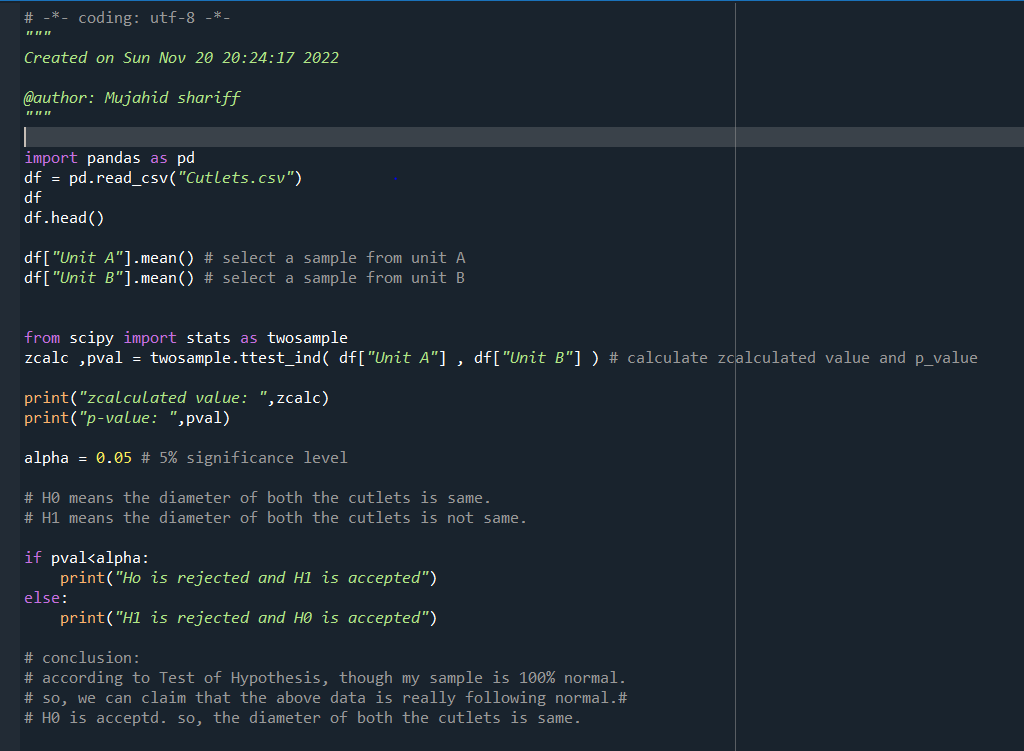 # -*- coding: utf-8 -*-
"""
Created on Sun Nov 20 20:24:17 2022
@author: Mujahid shariff
"""
import pandas as pd
df = pd.read_csv("Cutlets.csv")
df
df.head()
df["Unit A"].mean() # select a sample from unit A
df["Unit B"].mean() # select a sample from unit B
from scipy import stats as twosample
zcalc ,pval = twosample.ttest_ind( df["Unit A"] , df["Unit B"] ) # calculate zcalculated value and p_value
print("zcalculated value: ",zcalc)
print("p-value: ",pval)
alpha = 0.05 # 5% significance level
# H0 means the diameter of both the cutlets is same.
# H1 means the diameter of both the cutlets is not same.
if pval<alpha:
    print("Ho is rejected and H1 is accepted")
else:
    print("H1 is rejected and H0 is accepted")
# conclusion:
# according to Test of Hypothesis, though my sample is 100% normal.
# so, we can claim that the above data is really following normal.#
# H0 is acceptd. so, the diameter of both the cutlets is same.